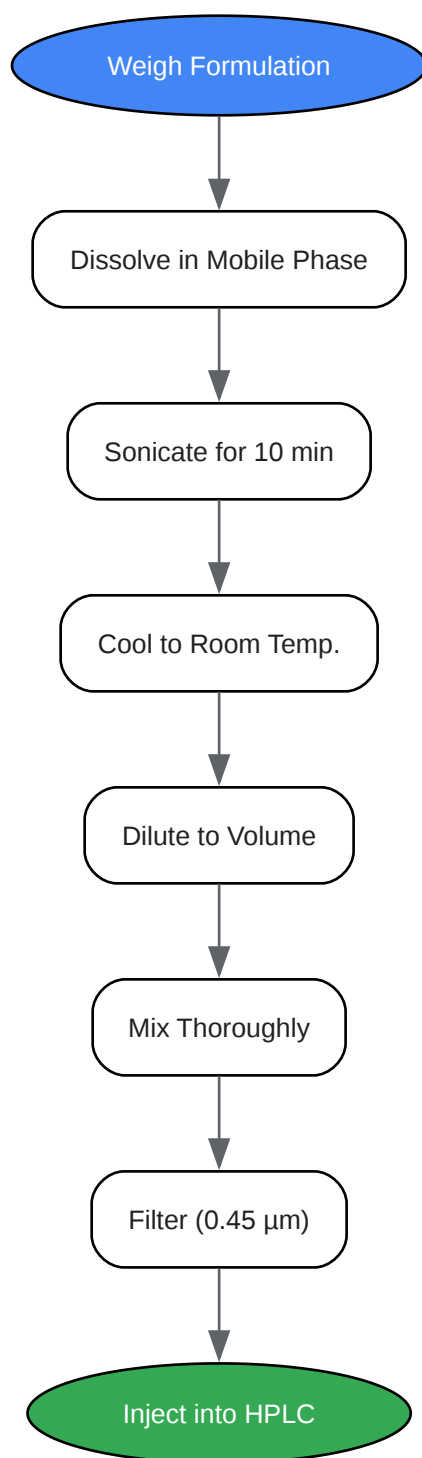 Weigh Formulation
Dissolve in Mobile Phase
Sonicate for 10 min
Cool to Room Temp.
Dilute to Volume
Mix Thoroughly
Filter (0.45 µm)
Inject into HPLC